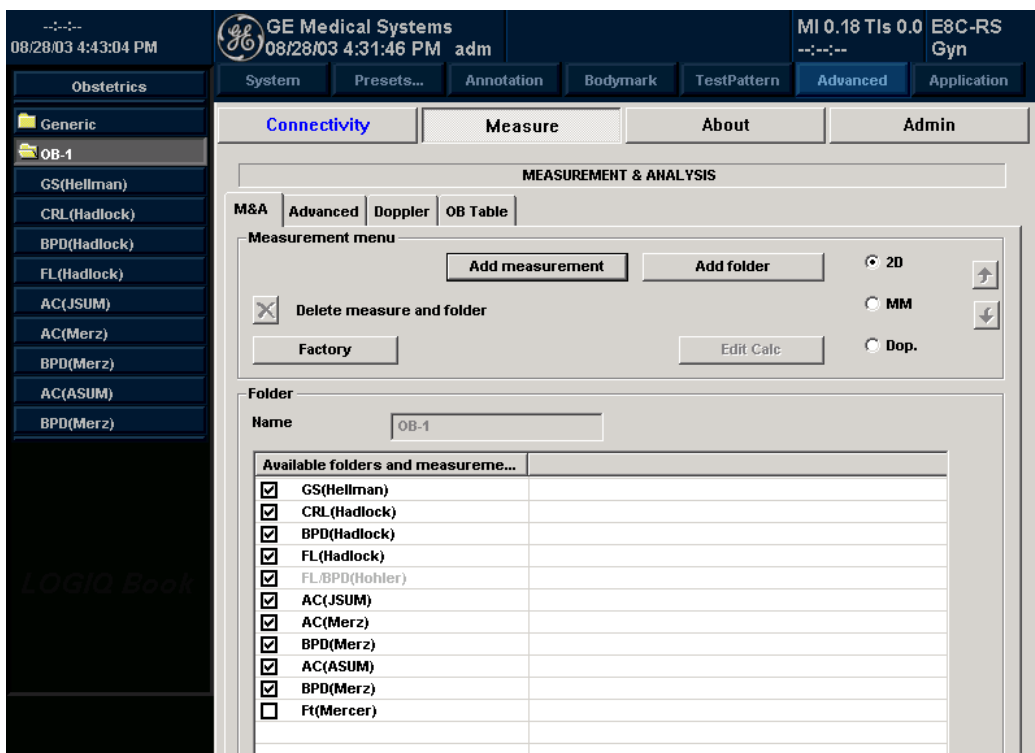 --:--:--
08/28/03 4:43:04 PM
GE Medical Systems
08/28/03 4:31:46 PM adm
MI 0.18 TIs 0.0 E8C-RS
--:--:-- Gyn
Obstetrics
System Presets... Annotation Bodymark TestPattern Advanced Application
Generic
OB-1
GS(Hellman)
CRL(Hadlock)
BPD(Hadlock)
FL(Hadlock)
AC(JSUM)
AC(Merz)
BPD(Merz)
AC(ASUM)
BPD(Merz)
LOGIQ Book
Connectivity Measure About Admin
MEASUREMENT & ANALYSIS
M&A Advanced Doppler OB Table
Measurement menu
Add measurement Add folder 2D
Delete measure and folder MM
Factory Edit Calc Dop.
Folder
Name OB-1
Available folders and measureme...
GS(Hellman)
CRL(Hadlock)
BPD(Hadlock)
FL(Hadlock)
FL/BPD(Hohler)
AC(JSUM)
AC(Merz)
BPD(Merz)
AC(ASUM)
BPD(Merz)
Ft(Mercer)